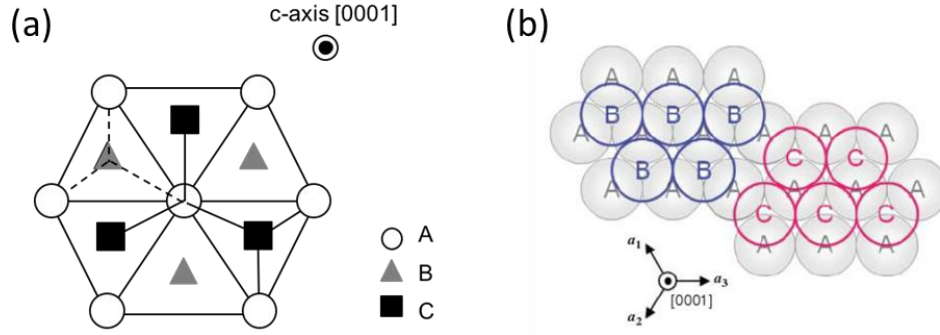 (a)
c-axis [0001]
A
B
C
(b)
A A A
B B B
A A A A A A
C C
B B
A A A A A A
C C C
A A A
a1
a3
[0001]
a2